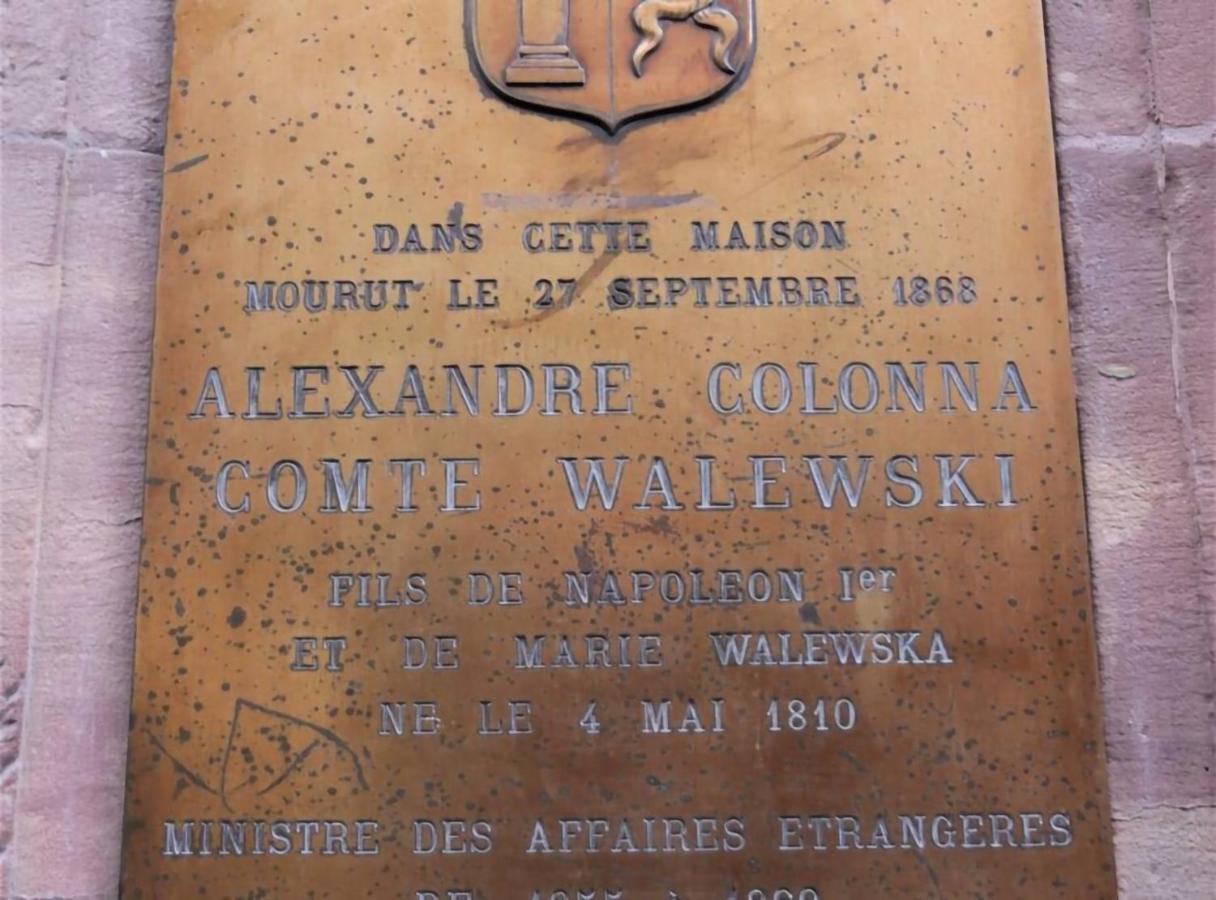 DANS CETTE MAISON
MOURUT LE 27 SEPTEMBRE 1868
ALEXANDRE COLONNA
COMTE WALEWSKI
FILS DE NAPOLEON Ier
ET DE MARIE WALEWSKA
NE LE 4 MAI 1810
MINISTRE DES AFFAIRES ETRANGERES
DE